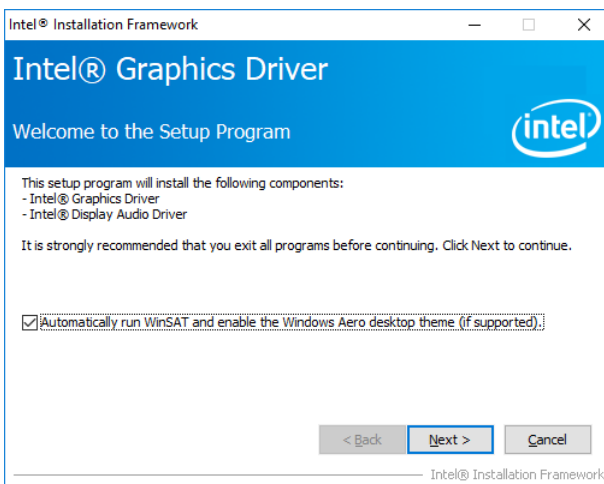 Intel® Installation Framework
Intel® Graphics Driver
Welcome to the Setup Program
intel
This setup program will install the following components:
- Intel® Graphics Driver
- Intel® Display Audio Driver
It is strongly recommended that you exit all programs before continuing. Click Next to continue.
Automatically run WinSAT and enable the Windows Aero desktop theme (if supported).
< Back Next > Cancel
Intel® Installation Framework